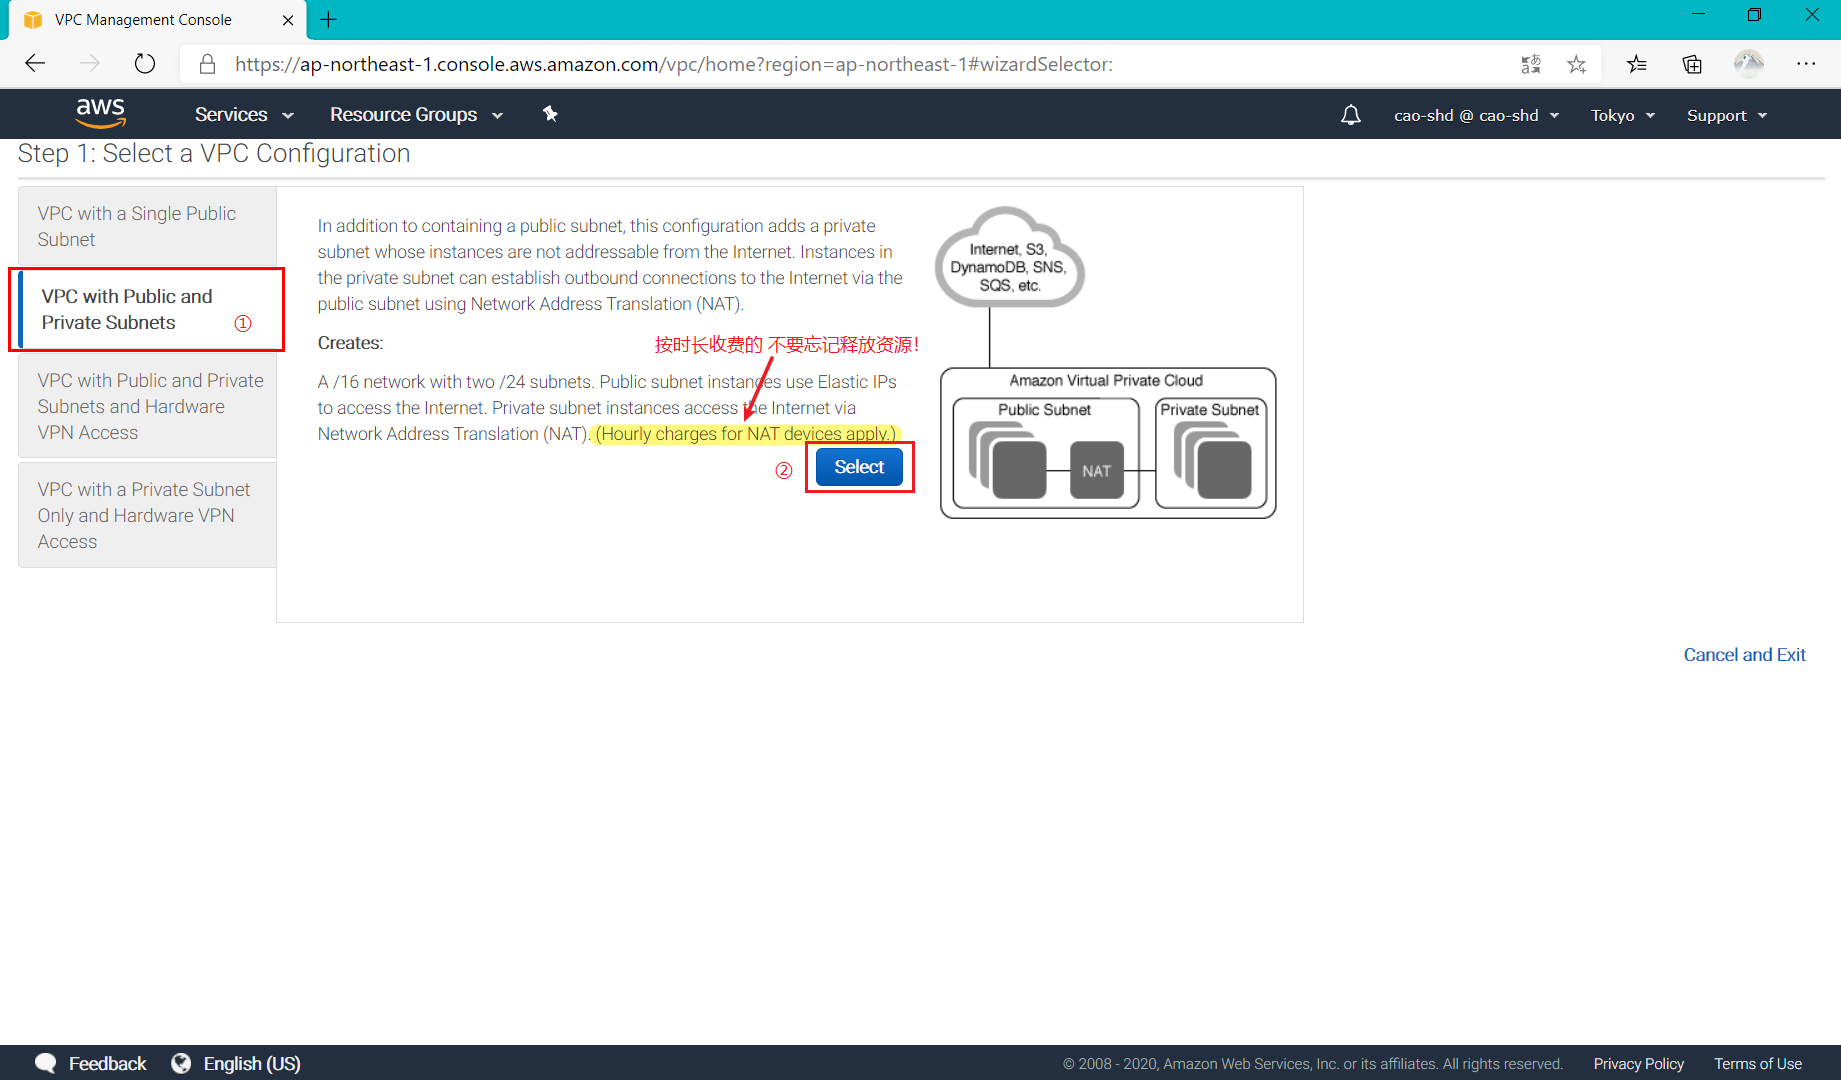 VPC Management Console
https://ap-northeast-1.console.aws.amazon.com/vpc/home?region=ap-northeast-1#wizardSelector:
aws
Services
Resource Groups
cao-shd @ cao-shd
Tokyo
Support
Step 1: Select a VPC Configuration
VPC with a Single Public
Subnet
VPC with Public and
Private Subnets
①
VPC with Public and Private
Subnets and Hardware
VPN Access
VPC with a Private Subnet
Only and Hardware VPN
Access
In addition to containing a public subnet, this configuration adds a private
subnet whose instances are not addressable from the Internet. Instances in
the private subnet can establish outbound connections to the Internet via the
public subnet using Network Address Translation (NAT).
Creates:
按时长收费的 不要忘记释放资源!
A /16 network with two /24 subnets. Public subnet instances use Elastic IPs
to access the Internet. Private subnet instances access the Internet via
Network Address Translation (NAT). (Hourly charges for NAT devices apply.)
②
Select
Internet, S3,
DynamoDB, SNS,
SQS, etc.
Amazon Virtual Private Cloud
Public Subnet
Private Subnet
NAT
Cancel and Exit
Feedback
English (US)
© 2008 - 2020, Amazon Web Services, Inc. or its affiliates. All rights reserved.
Privacy Policy
Terms of Use